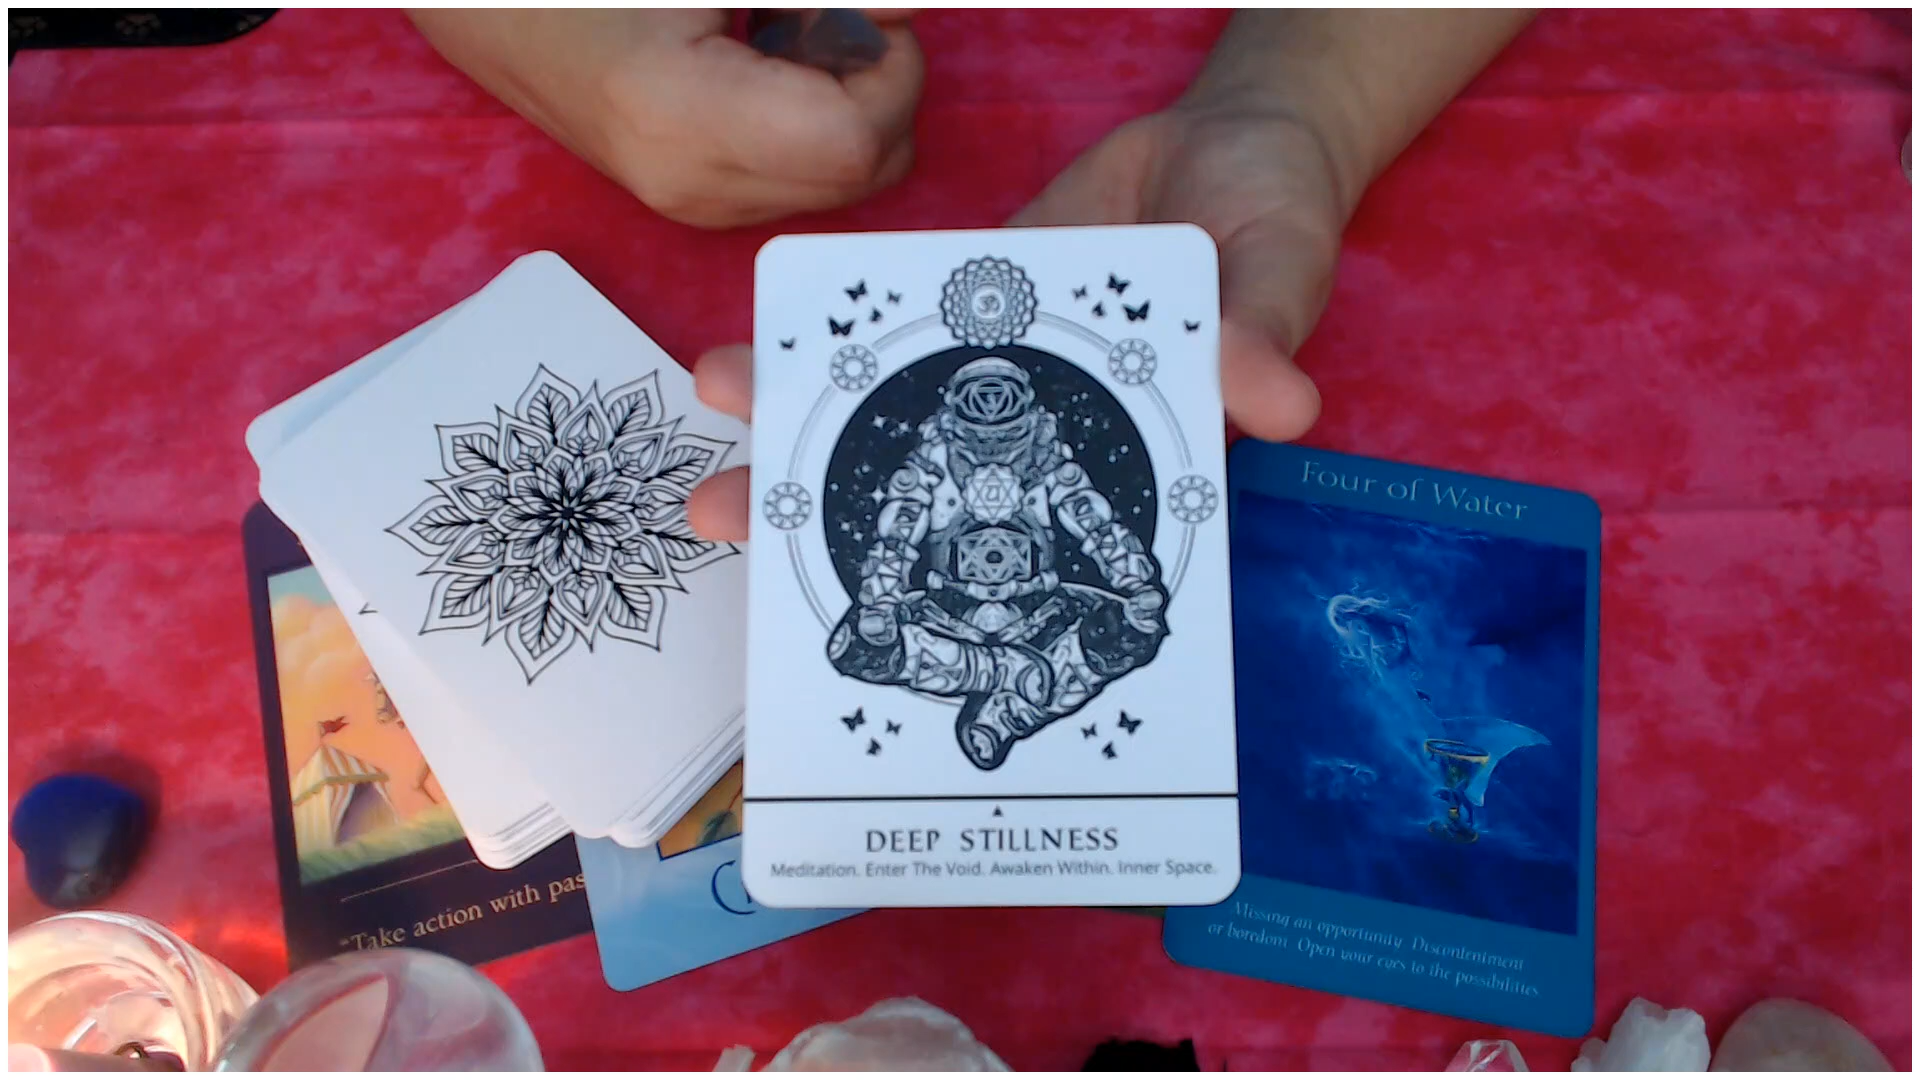 Four of Water
DEEP STILLNESS
Meditation. Enter The Void. Awaken Within. Inner Space.
"Take action with pas
Missing an opportunity Discontentment
or boredom Open your eyes to the possibilities